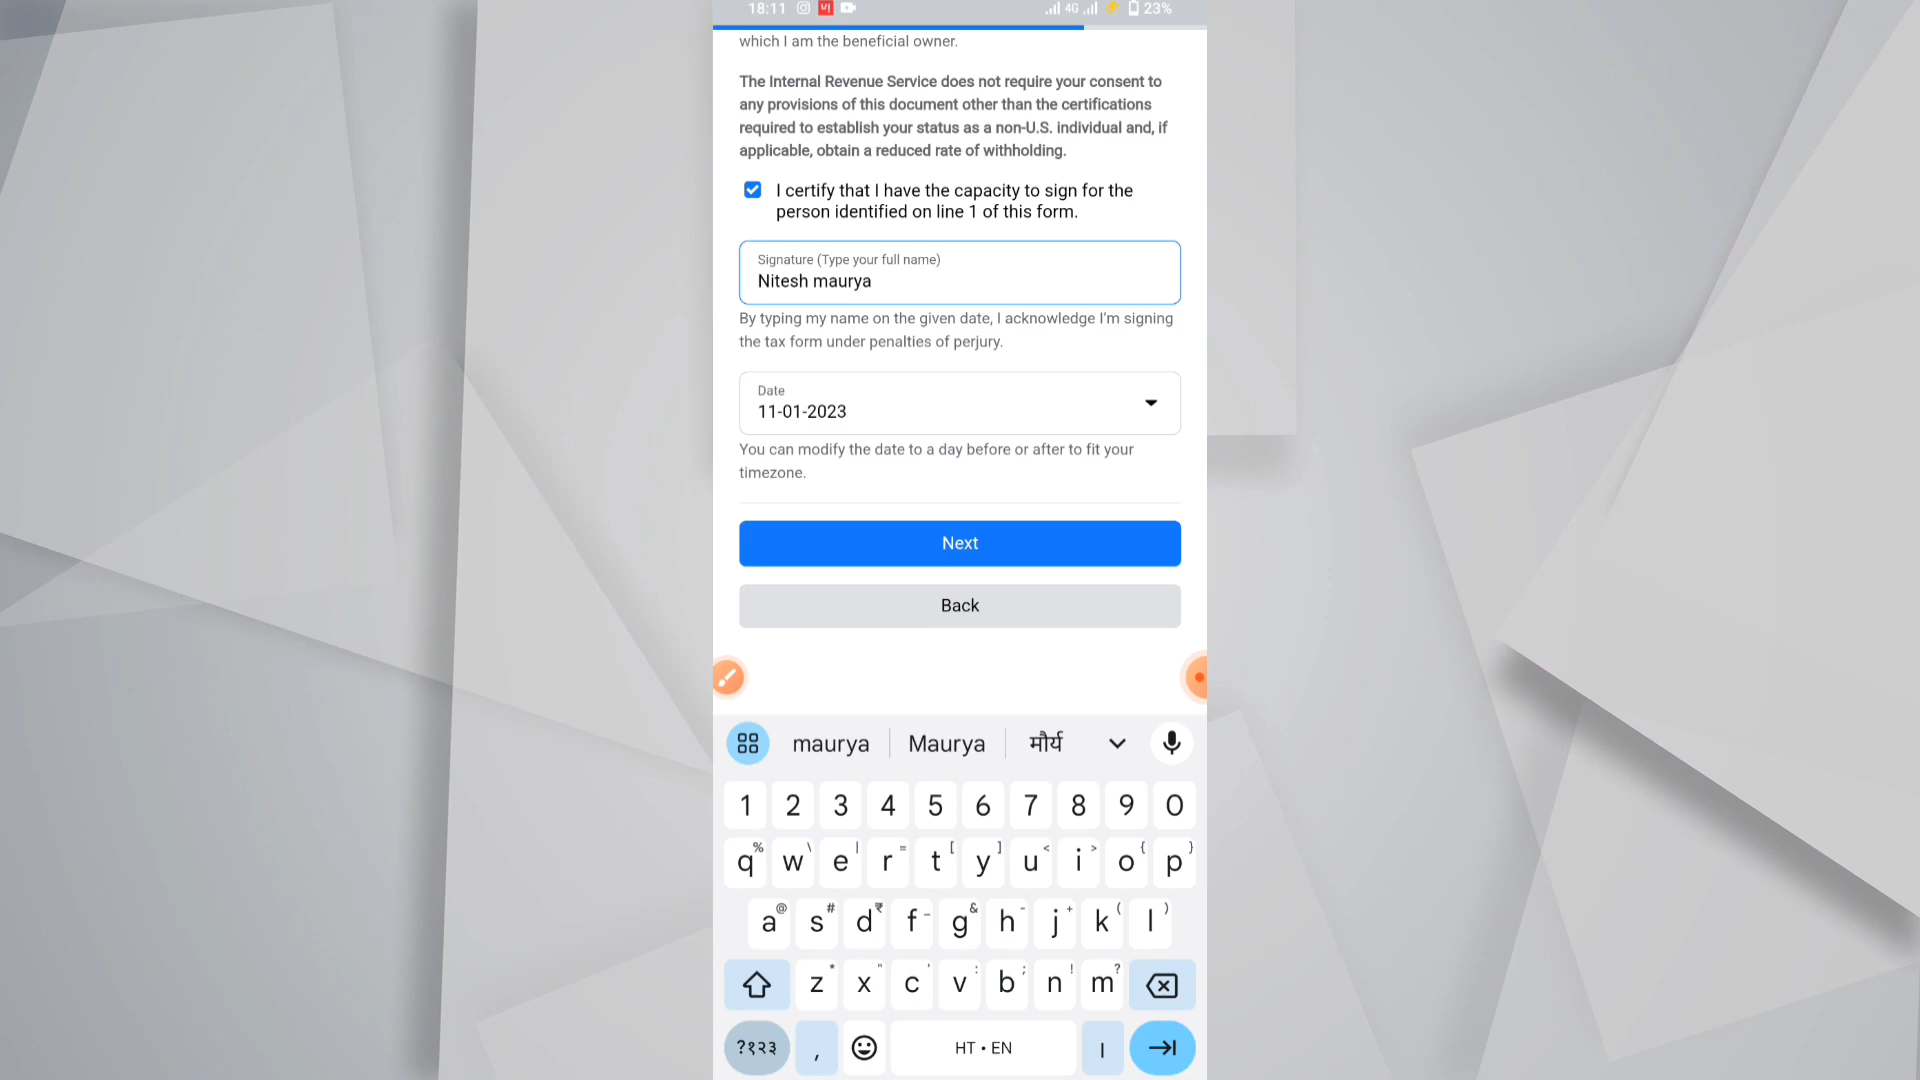 18:11 4G 23%
which I am the beneficial owner.
The Internal Revenue Service does not require your consent to
any provisions of this document other than the certifications
required to establish your status as a non-U.S. individual and, if
applicable, obtain a reduced rate of withholding.
I certify that I have the capacity to sign for the
person identified on line 1 of this form.
Signature (Type your full name)
Nitesh maurya
By typing my name on the given date, I acknowledge I'm signing
the tax form under penalties of perjury.
Date
11-01-2023
You can modify the date to a day before or after to fit your
timezone.
Next
Back
maurya Maurya मौर्य
1 2 3 4 5 6 7 8 9 0
q% w\ e| r= t[ y] u< i> o{ p}
a@ s# d₹ f_ g& h- j+ k( l)
z* x" c' v: b; n! m?
?१२३ , HT • EN ।